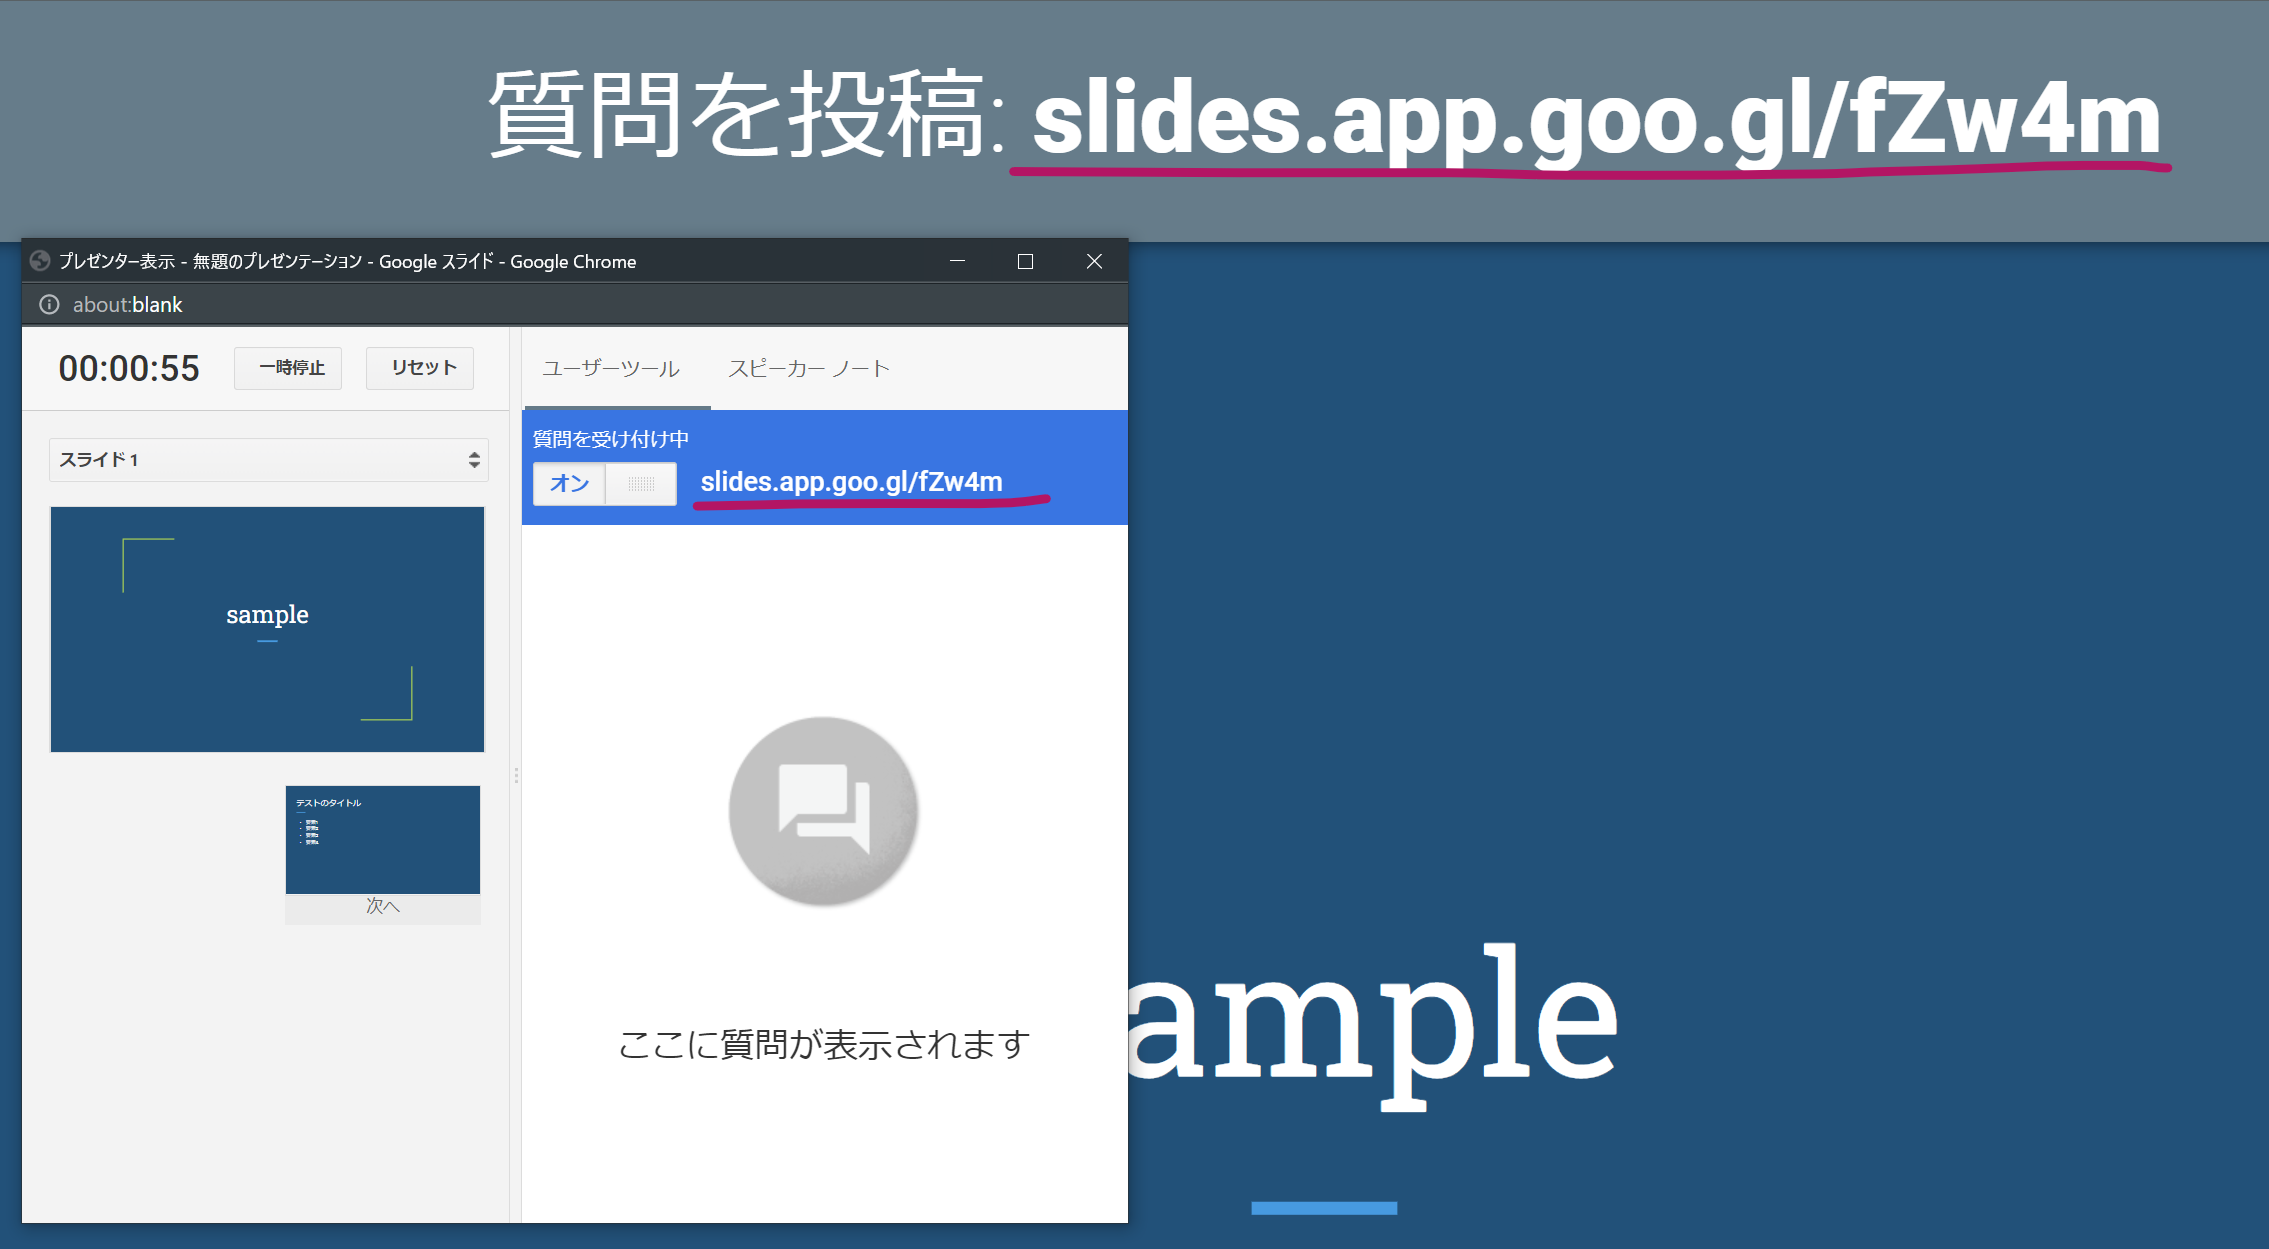 質問を投稿: slides.app.goo.gl/fZw4m
プレゼンター表示 - 無題のプレゼンテーション - Google スライド - Google Chrome
about:blank
00:00:55
一時停止
リセット
ユーザーツール
スピーカー ノート
スライド 1
質問を受け付け中
オン
slides.app.goo.gl/fZw4m
sample
テストのタイトル
次へ
ここに質問が表示されます
ample